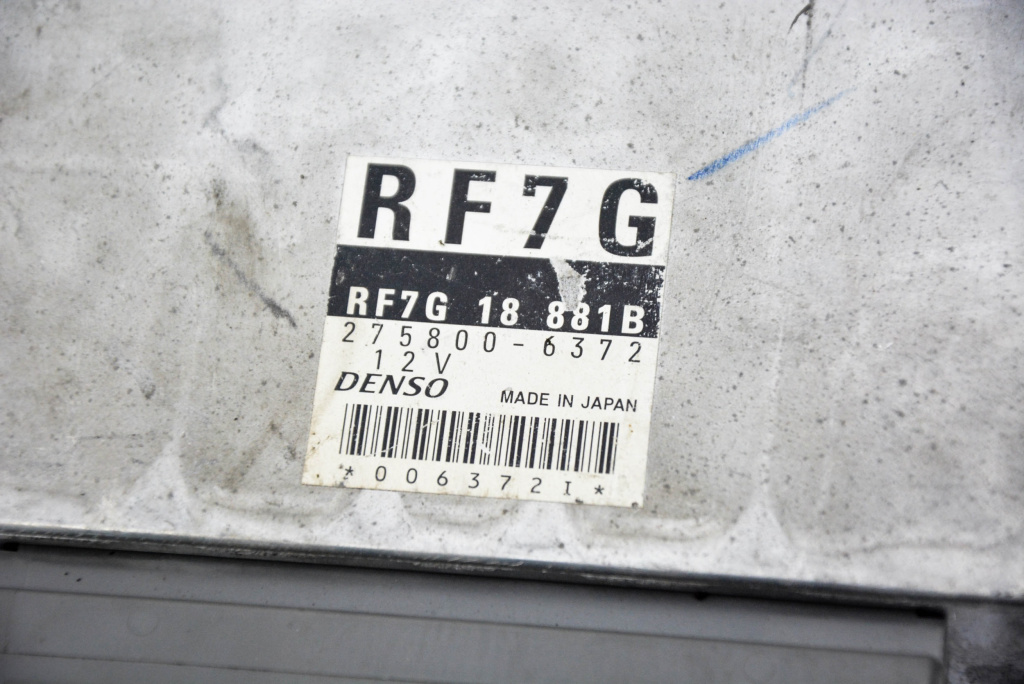 RF7G
RF7G 18 881B
275800-6372
12V
DENSO
MADE IN JAPAN
*006372I*